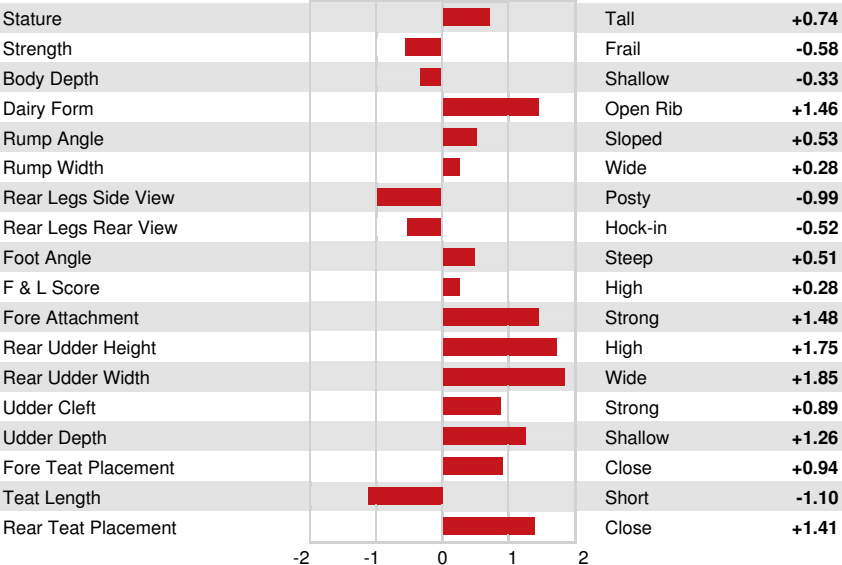 Stature Tall +0.74
Strength Frail -0.58
Body Depth Shallow -0.33
Dairy Form Open Rib +1.46
Rump Angle Sloped +0.53
Rump Width Wide +0.28
Rear Legs Side View Posty -0.99
Rear Legs Rear View Hock-in -0.52
Foot Angle Steep +0.51
F & L Score High +0.28
Fore Attachment Strong +1.48
Rear Udder Height High +1.75
Rear Udder Width Wide +1.85
Udder Cleft Strong +0.89
Udder Depth Shallow +1.26
Fore Teat Placement Close +0.94
Teat Length Short -1.10
Rear Teat Placement Close +1.41
-2 -1 0 1 2